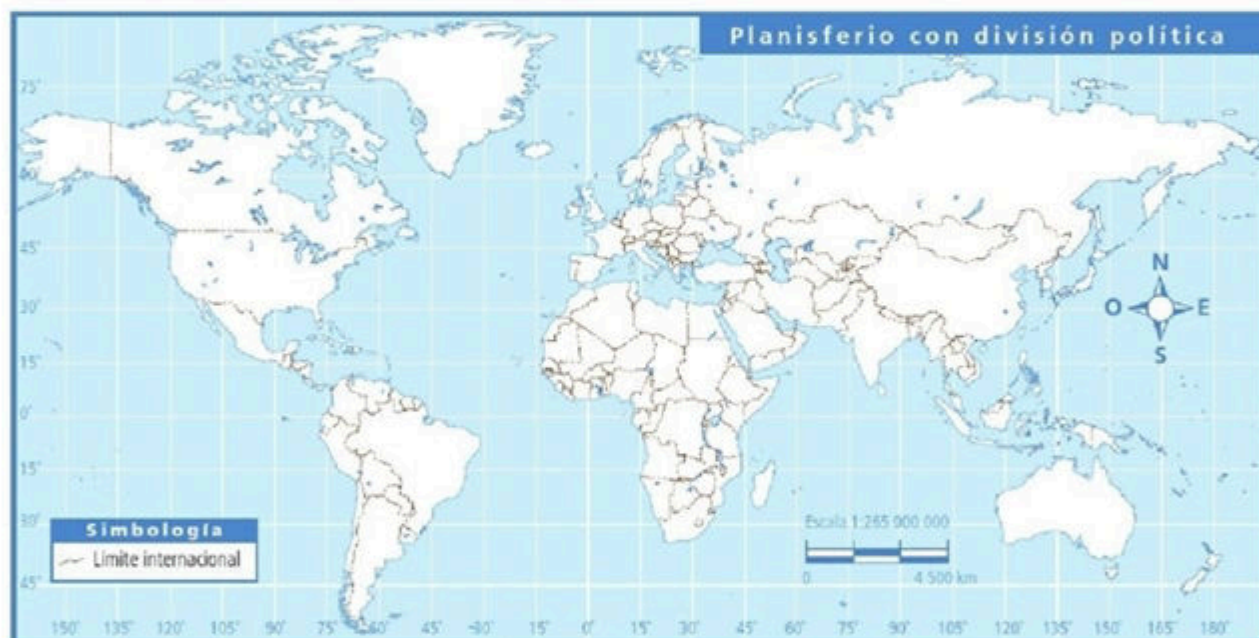 Planisferio con división política
75°
60°
45°
30°
15°
0°
15°
30°
45°
N
O E
S
Simbología
Límite internacional
Escala 1:265 000 000
0 4 500 km
150° 135° 120° 105° 90° 75° 60° 45° 30° 15° 0° 15° 30° 45° 60° 75° 90° 105° 120° 135° 150° 165° 180°